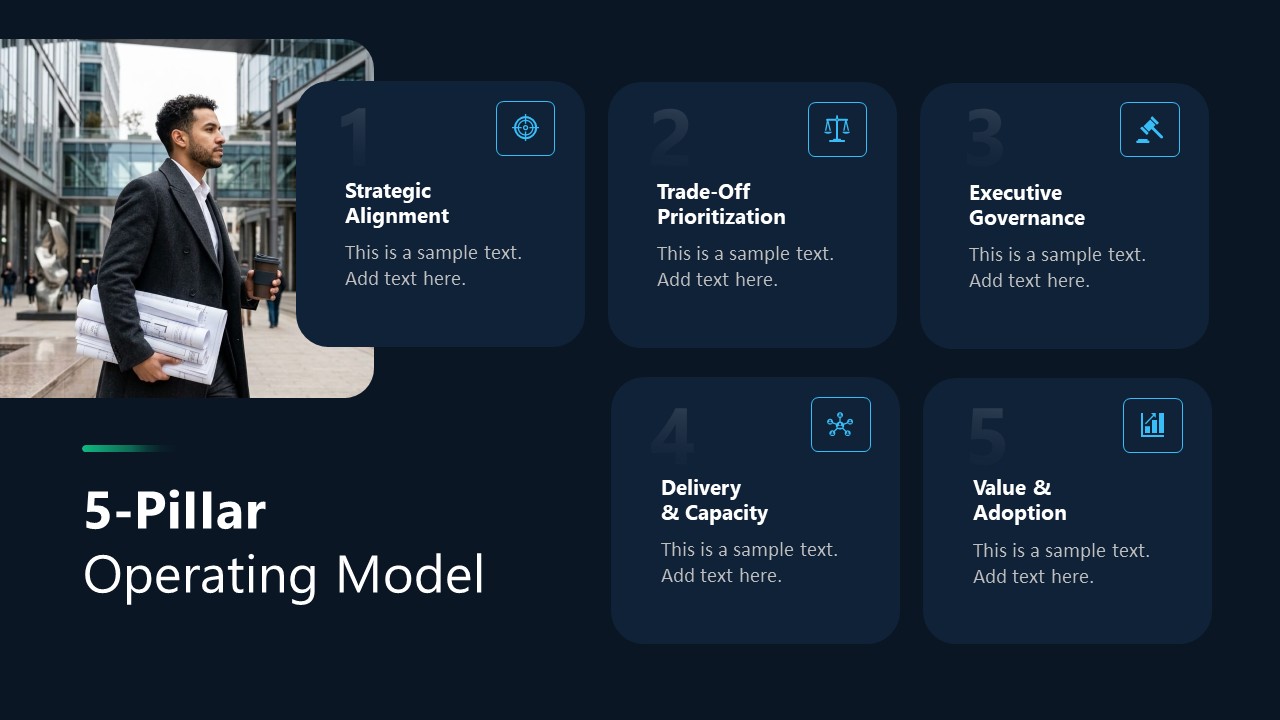 1
Strategic
Alignment
This is a sample text.
Add text here.
2
Trade-Off
Prioritization
This is a sample text.
Add text here.
3
Executive
Governance
This is a sample text.
Add text here.
4
Delivery
& Capacity
This is a sample text.
Add text here.
5
Value &
Adoption
This is a sample text.
Add text here.
5-Pillar
Operating Model